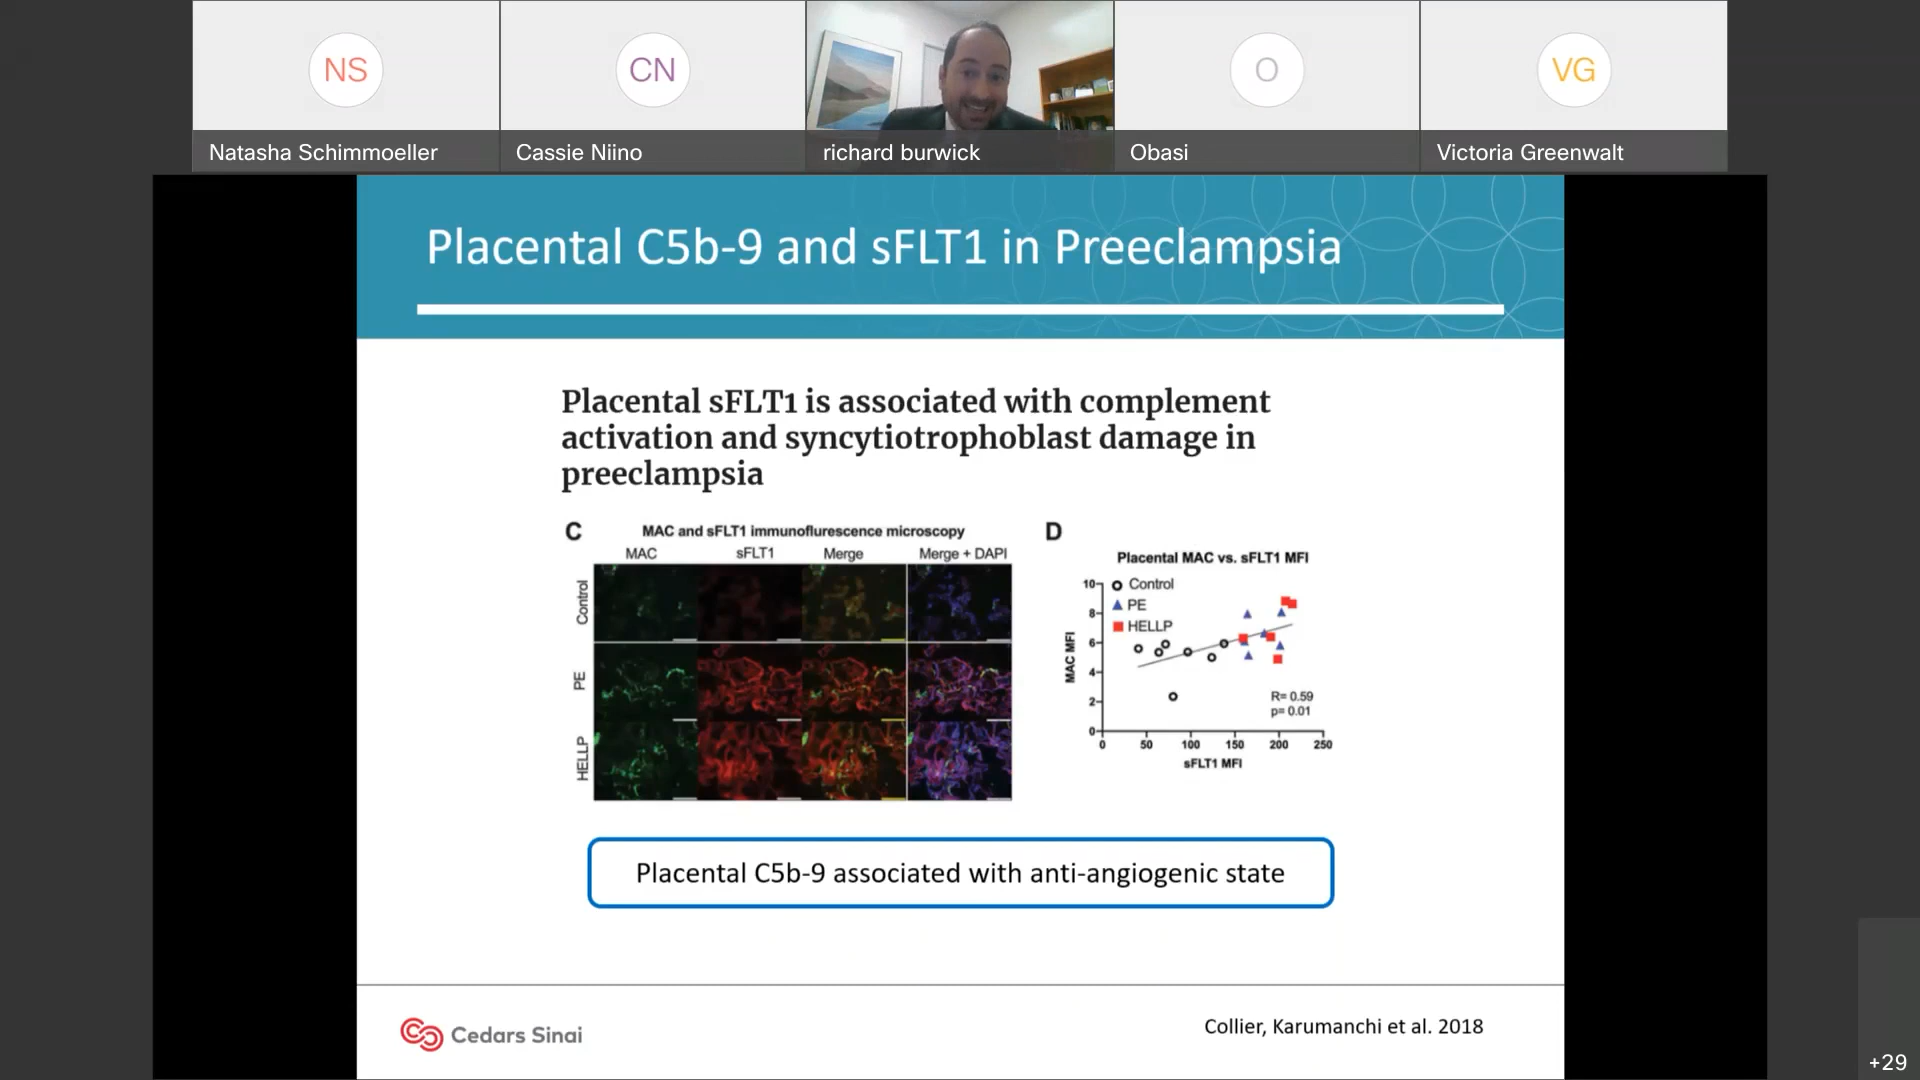 NS
CN
O
VG
Natasha Schimmoeller
Cassie Niino
richard burwick
Obasi
Victoria Greenwalt
Placental C5b-9 and sFLT1 in Preeclampsia
Placental sFLT1 is associated with complement
activation and syncytiotrophoblast damage in
preeclampsia
C
MAC and sFLT1 immunoflurescence microscopy
MAC
sFLT1
Merge
Merge + DAPI
Control
PE
HELLP
D
Placental MAC vs. sFLT1 MFI
Control
PE
HELLP
MAC MFI
10
8
6
4
2
0
R= 0.59
p= 0.01
0
50
100
150
200
250
sFLT1 MFI
Placental C5b-9 associated with anti-angiogenic state
Cedars Sinai
Collier, Karumanchi et al. 2018
+29